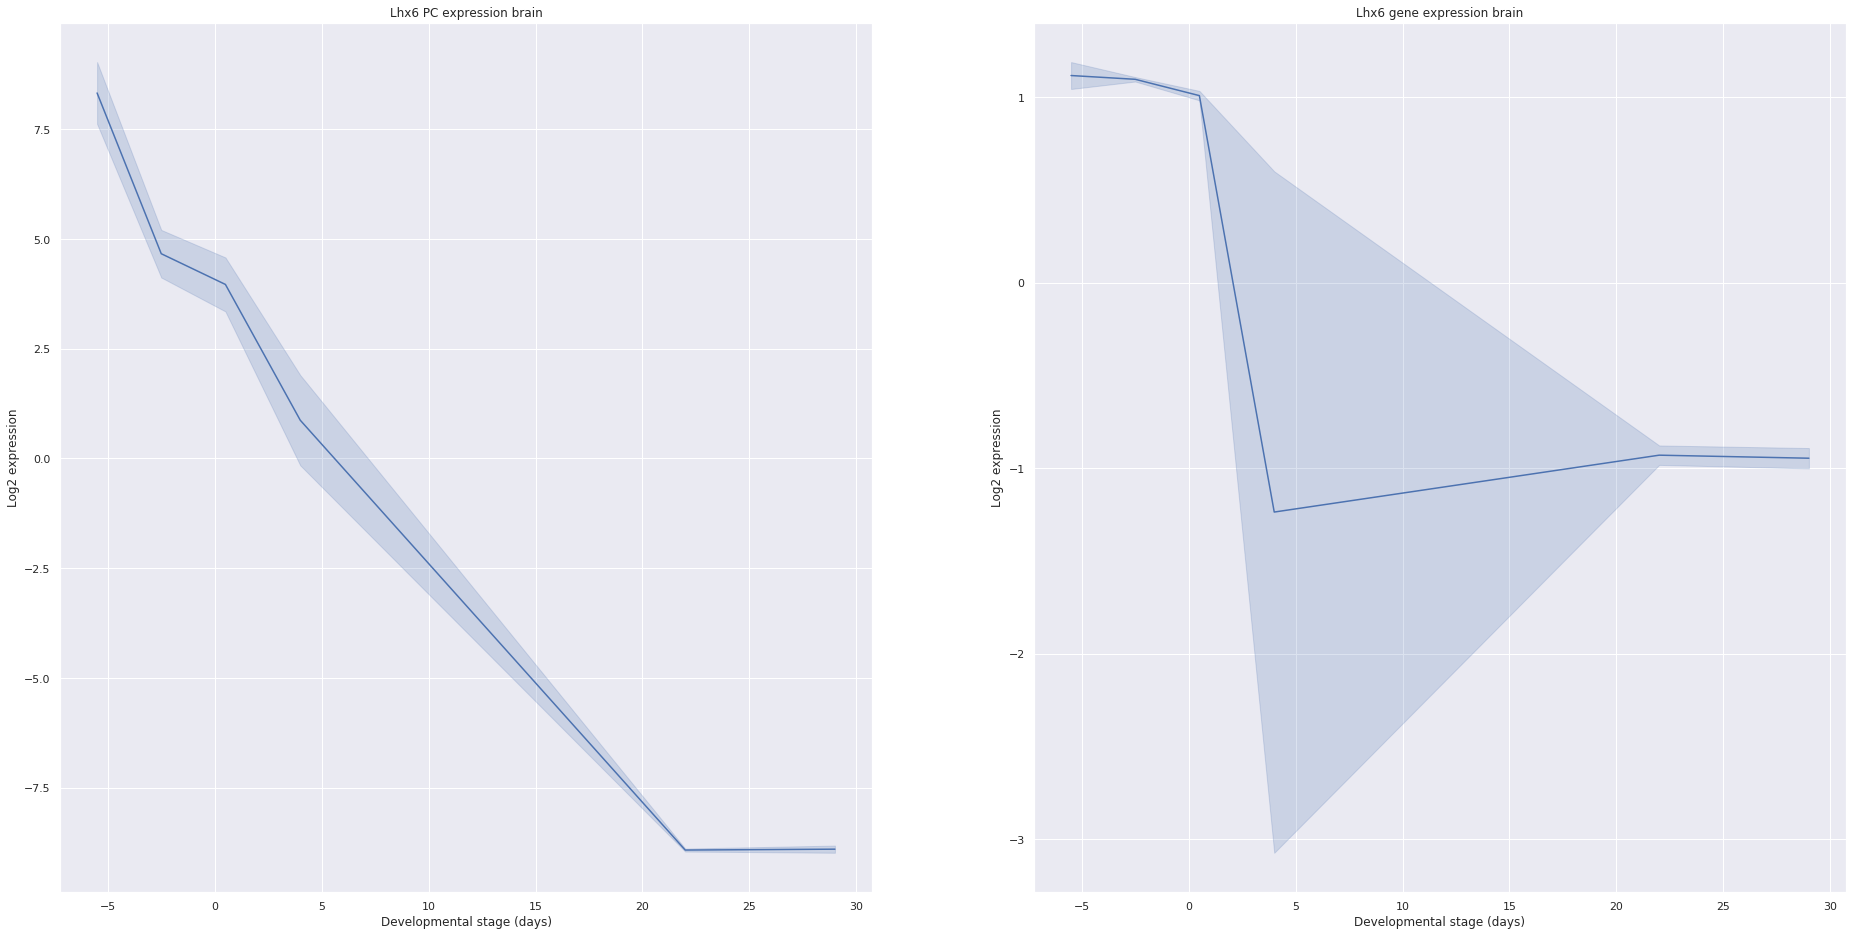 Lhx6 PC expression brain
Log2 expression
7.5
5.0
2.5
0.0
−2.5
−5.0
−7.5
−5 0 5 10 15 20 25 30
Developmental stage (days)
Lhx6 gene expression brain
Log2 expression
1
0
−1
−2
−3
−5 0 5 10 15 20 25 30
Developmental stage (days)